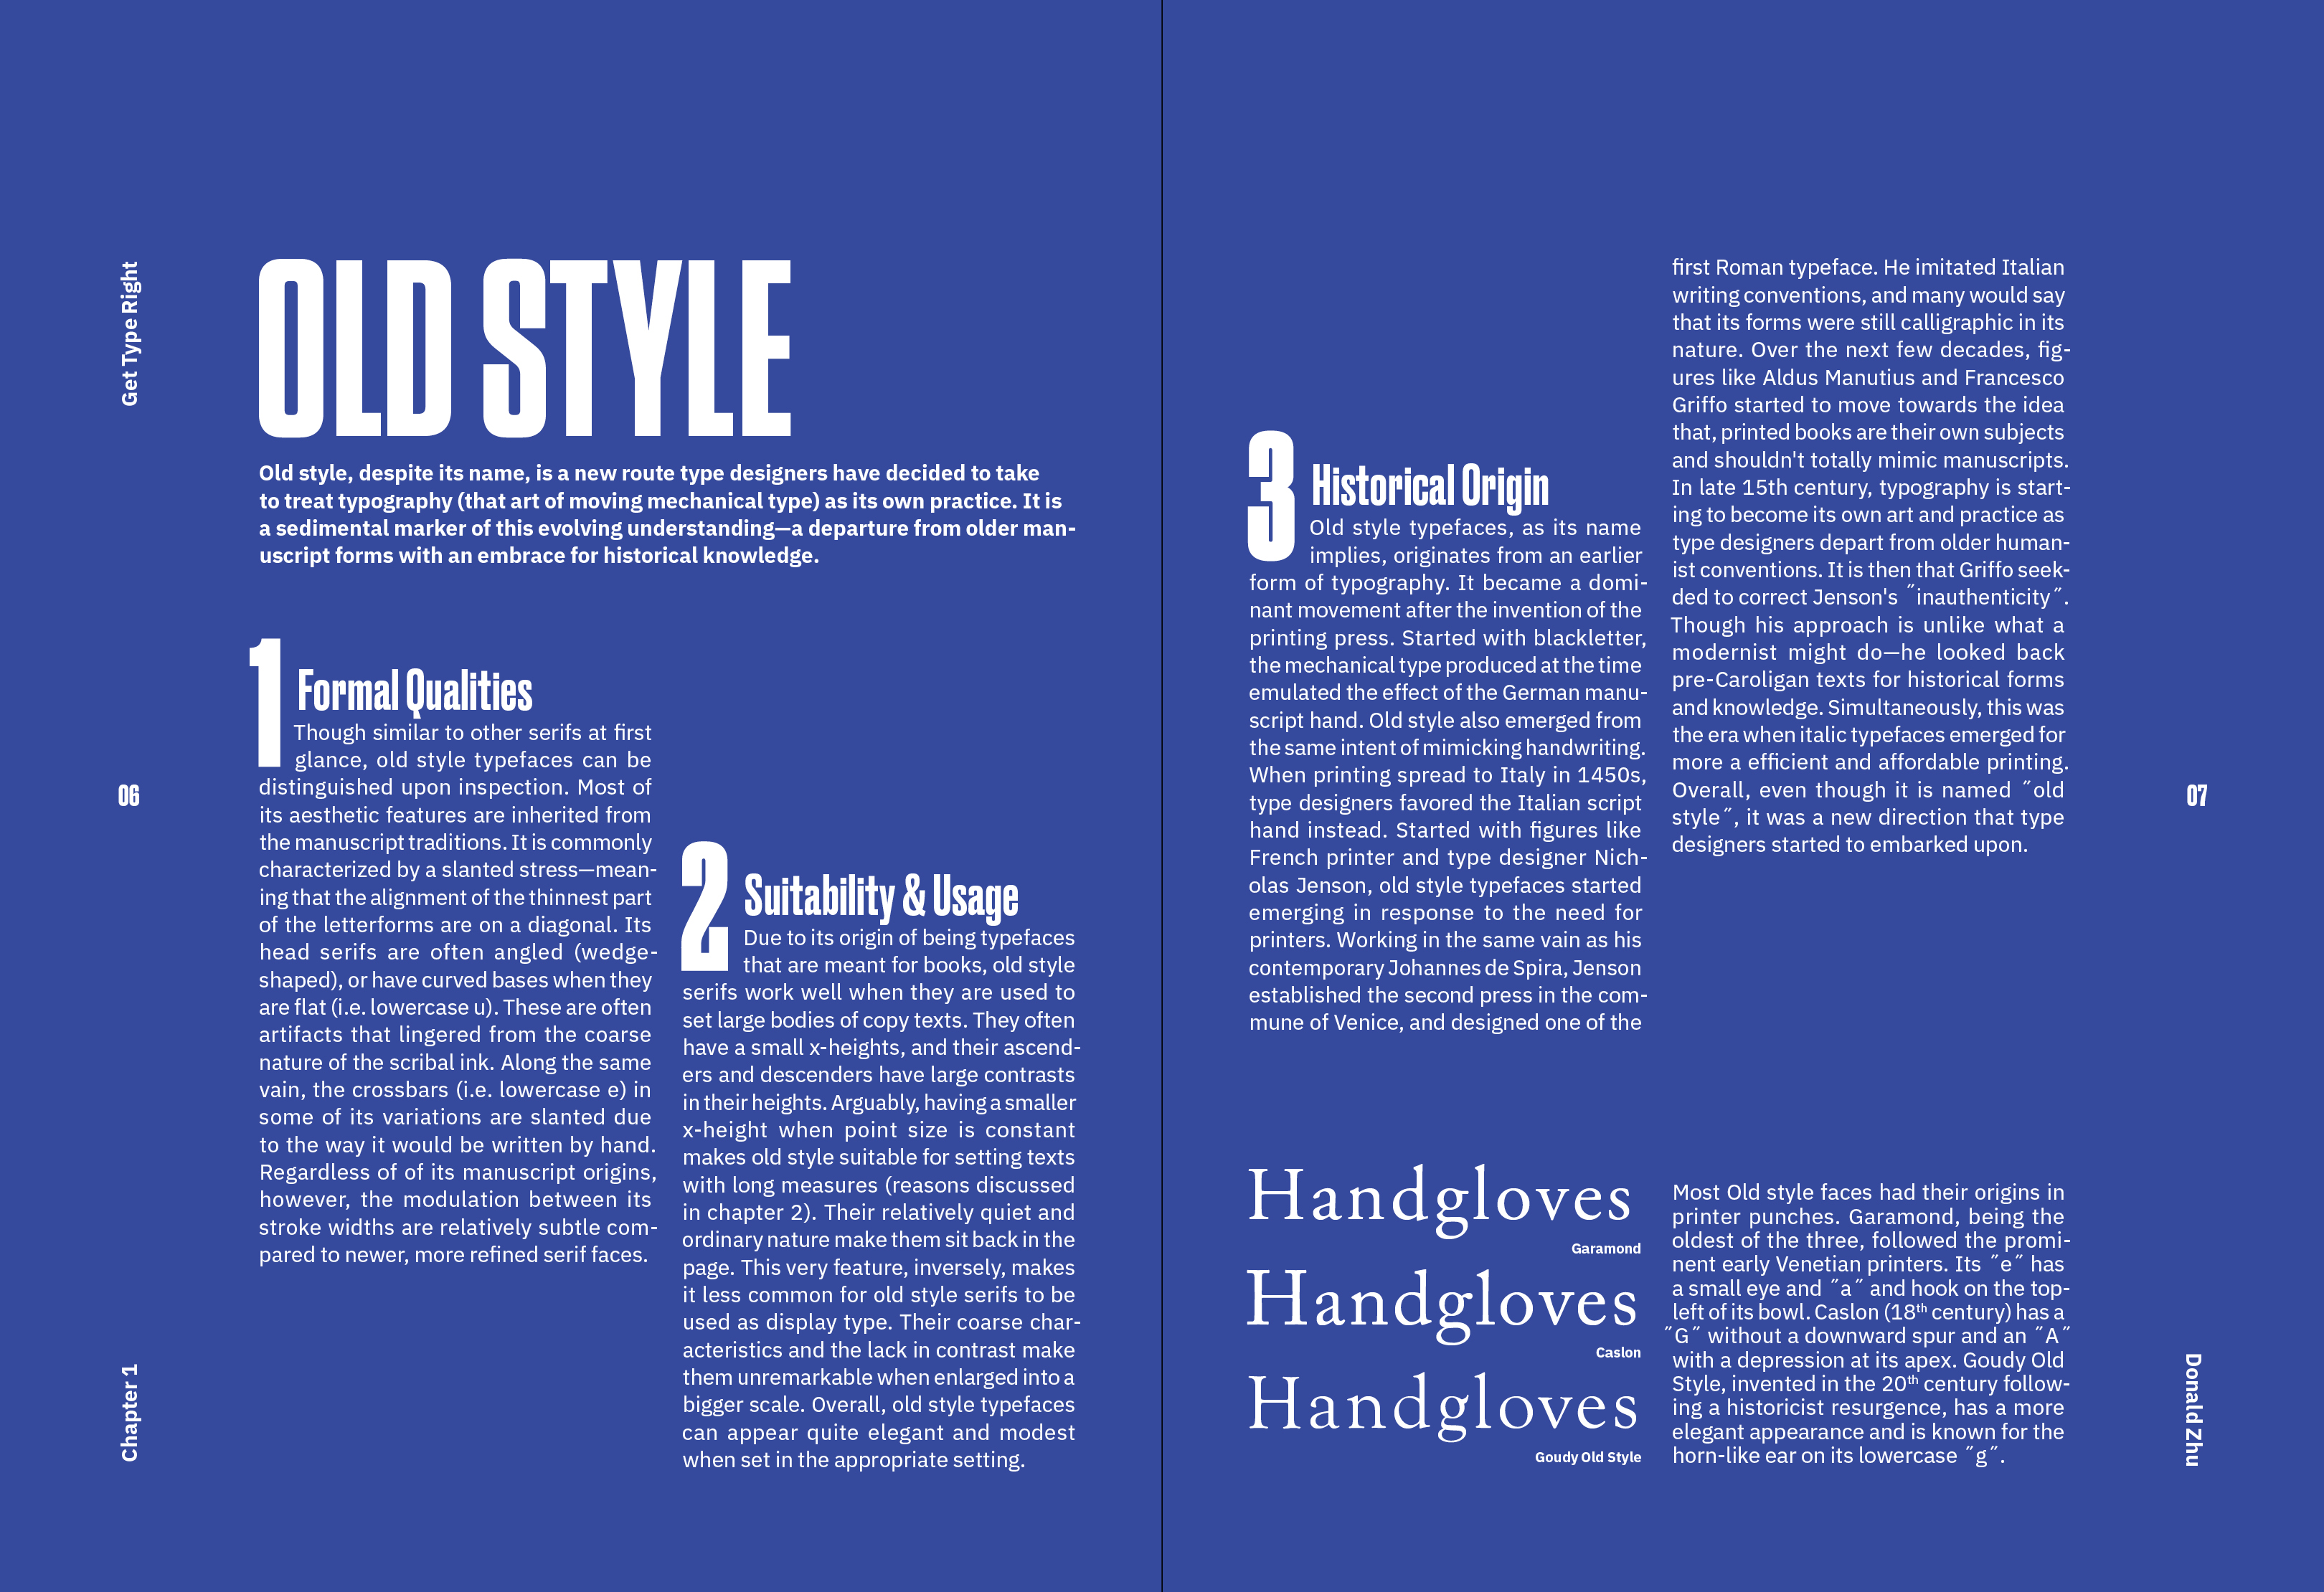 Get Type Right
OLD STYLE
Old style, despite its name, is a new route type designers have decided to take
to treat typography (that art of moving mechanical type) as its own practice. It is
a sedimental marker of this evolving understanding—a departure from older man-
uscript forms with an embrace for historical knowledge.
1 Formal Qualities
Though similar to other serifs at first
glance, old style typefaces can be
distinguished upon inspection. Most of
its aesthetic features are inherited from
the manuscript traditions. It is commonly
characterized by a slanted stress—mean-
ing that the alignment of the thinnest part
of the letterforms are on a diagonal. Its
head serifs are often angled (wedge-
shaped), or have curved bases when they
are flat (i.e. lowercase u). These are often
artifacts that lingered from the coarse
nature of the scribal ink. Along the same
vain, the crossbars (i.e. lowercase e) in
some of its variations are slanted due
to the way it would be written by hand.
Regardless of of its manuscript origins,
however, the modulation between its
stroke widths are relatively subtle com-
pared to newer, more refined serif faces.
06
Chapter 1
2 Suitability & Usage
Due to its origin of being typefaces
that are meant for books, old style
serifs work well when they are used to
set large bodies of copy texts. They often
have a small x-heights, and their ascend-
ers and descenders have large contrasts
in their heights. Arguably, having a smaller
x-height when point size is constant
makes old style suitable for setting texts
with long measures (reasons discussed
in chapter 2). Their relatively quiet and
ordinary nature make them sit back in the
page. This very feature, inversely, makes
it less common for old style serifs to be
used as display type. Their coarse char-
acteristics and the lack in contrast make
them unremarkable when enlarged into a
bigger scale. Overall, old style typefaces
can appear quite elegant and modest
when set in the appropriate setting.
3 Historical Origin
Old style typefaces, as its name
implies, originates from an earlier
form of typography. It became a domi-
nant movement after the invention of the
printing press. Started with blackletter,
the mechanical type produced at the time
emulated the effect of the German manu-
script hand. Old style also emerged from
the same intent of mimicking handwriting.
When printing spread to Italy in 1450s,
type designers favored the Italian script
hand instead. Started with figures like
French printer and type designer Nich-
olas Jenson, old style typefaces started
emerging in response to the need for
printers. Working in the same vain as his
contemporary Johannes de Spira, Jenson
established the second press in the com-
mune of Venice, and designed one of the
first Roman typeface. He imitated Italian
writing conventions, and many would say
that its forms were still calligraphic in its
nature. Over the next few decades, fig-
ures like Aldus Manutius and Francesco
Griffo started to move towards the idea
that, printed books are their own subjects
and shouldn't totally mimic manuscripts.
In late 15th century, typography is start-
ing to become its own art and practice as
type designers depart from older human-
ist conventions. It is then that Griffo seek-
ded to correct Jenson's ˝inauthenticity˝.
Though his approach is unlike what a
modernist might do—he looked back
pre-Caroligan texts for historical forms
and knowledge. Simultaneously, this was
the era when italic typefaces emerged for
more a efficient and affordable printing.
Overall, even though it is named ˝old
style˝, it was a new direction that type
designers started to embarked upon.
07
Handgloves
Garamond
Handgloves
Caslon
Handgloves
Goudy Old Style
Most Old style faces had their origins in
printer punches. Garamond, being the
oldest of the three, followed the promi-
nent early Venetian printers. Its ˝e˝ has
a small eye and ˝a˝ and hook on the top-
left of its bowl. Caslon (18th century) has a
˝G˝ without a downward spur and an ˝A˝
with a depression at its apex. Goudy Old
Style, invented in the 20th century follow-
ing a historicist resurgence, has a more
elegant appearance and is known for the
horn-like ear on its lowercase ˝g˝.
Donald Zhu